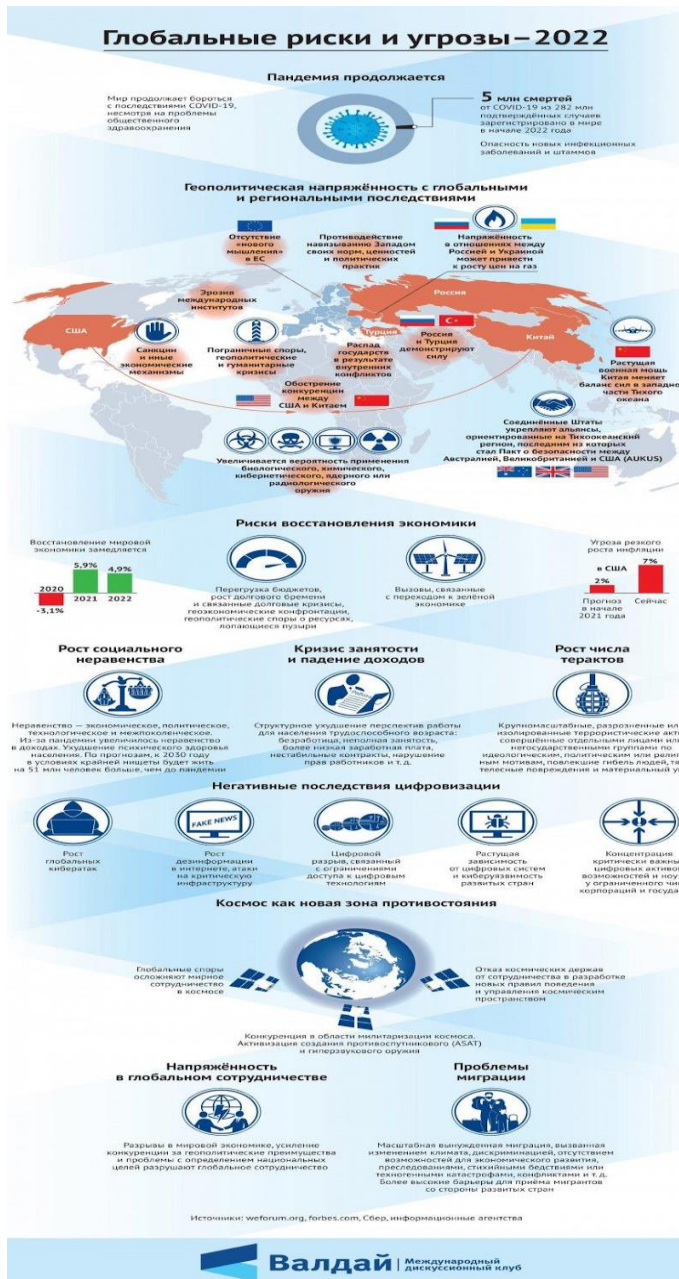 Глобальные риски и угрозы–2022
Пандемия продолжается
Мир продолжает бороться
с последствиями COVID-19,
несмотря на проблемы
общественного
здравоохранения
5 млн смертей
от COVID-19 из 282 млн
подтверждённых случаев
зарегистрировано в мире
в начале 2022 года
Опасность новых инфекционных
заболеваний и штаммов
Геополитическая напряжённость с глобальными
и региональными последствиями
Отсутствие
«нового
мышления»
в ЕС
Противодействие
навязыванию Западом
своих норм, ценностей
и политических
практик
Напряжённость
в отношениях между
Россией и Украиной
может привести
к росту цен на газ
Эрозия
международных
институтов
Россия
США
Турция
Китай
Санкции
и иные
экономические
механизмы
Пограничные споры,
геополитические
и гуманитарные
кризисы
Распад
государств
в результате
внутренних
конфликтов
Россия
и Турция
демонстрируют
силу
Растущая
военная мощь
Китая меняет
баланс сил в западной
части Тихого
океана
Обострение
конкуренции
между
США и Китаем
Соединённые Штаты
укрепляют альянсы,
ориентированные на Тихоокеанский
регион, последним из которых
стал Пакт о безопасности между
Австралией, Великобританией и США (AUKUS)
Увеличивается вероятность применения
биологического, химического,
кибернетического, ядерного или
радиологического
оружия
Риски восстановления экономики
Восстановление мировой
экономики замедляется
2020
-3,1%
5,9%
2021
4,9%
2022
Перегрузка бюджетов,
рост долгового бремени
и связанные долговые кризисы,
геоэкономические конфронтации,
геополитические споры о ресурсах,
лопающиеся пузыри
Вызовы, связанные
с переходом к зелёной
экономике
Угроза резкого
роста инфляции
в США
2%
7%
Прогноз
в начале
2021 года
Сейчас
Рост социального
неравенства
Неравенство — экономическое, политическое,
технологическое и межпоколенческое.
Из-за пандемии увеличилось неравенство
в доходах. Ухудшение психического здоровья
населения. По прогнозам, к 2030 году
в условиях крайней нищеты будет жить
на 51 млн человек больше, чем до пандемии
Кризис занятости
и падение доходов
Структурное ухудшение перспектив работы
для населения трудоспособного возраста:
безработица, неполная занятость,
более низкая заработная плата,
нестабильные контракты, нарушение
прав работников и т. д.
Рост числа
терактов
Крупномасштабные, разрозненные ил
изолированные террористические акт
совершённые отдельными лицами или
негосударственными группами по
идеологическим, политическим или религи
ным мотивам, повлекшие гибель людей, тя
телесные повреждения и материальный у
Негативные последствия цифровизации
Рост
глобальных
кибератак
FAKE NEWS
Рост
дезинформации
в интернете, атаки
на критическую
инфраструктуру
Цифровой
разрыв, связанный
с ограничениями
доступа к цифровым
технологиям
Растущая
зависимость
от цифровых систем
и киберуязвимость
развитых стран
Концентрация
критически важны
цифровых активо
возможностей и ноу
у ограниченного чи
корпораций и госуда
Космос как новая зона противостояния
Глобальные споры
осложняют мирное
сотрудничество
в космосе
Отказ космических держав
от сотрудничества в разработке
новых правил поведения
и управления космическим
пространством
Конкуренция в области милитаризации космоса.
Активизация создания противоспутникового (ASAT)
и гиперзвукового оружия
Напряжённость
в глобальном сотрудничестве
Разрывы в мировой экономике, усиление
конкуренции за геополитические преимущества
и проблемы с определением национальных
целей разрушают глобальное сотрудничество
Проблемы
миграции
Масштабная вынужденная миграция, вызванная
изменением климата, дискриминацией, отсутствием
возможностей для экономического развития,
преследованиями, стихийными бедствиями или
техногенными катастрофами, конфликтами и т. д.
Более высокие барьеры для приёма мигрантов
со стороны развитых стран
Источники: weforum.org, forbes.com, Сбер, информационные агентства
Валдай
Международный
дискуссионный клуб